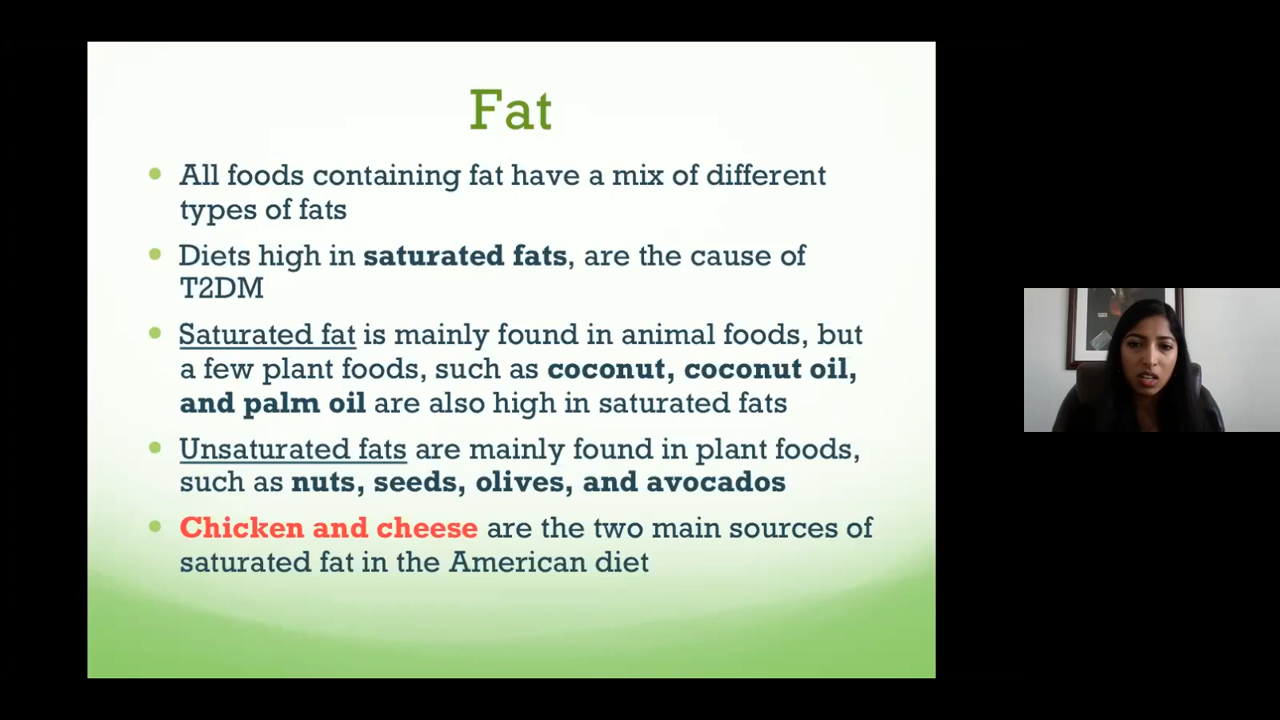 Fat
All foods containing fat have a mix of different
types of fats
Diets high in saturated fats, are the cause of
T2DM
Saturated fat is mainly found in animal foods, but
a few plant foods, such as coconut, coconut oil,
and palm oil are also high in saturated fats
Unsaturated fats are mainly found in plant foods,
such as nuts, seeds, olives, and avocados
Chicken and cheese are the two main sources of
saturated fat in the American diet